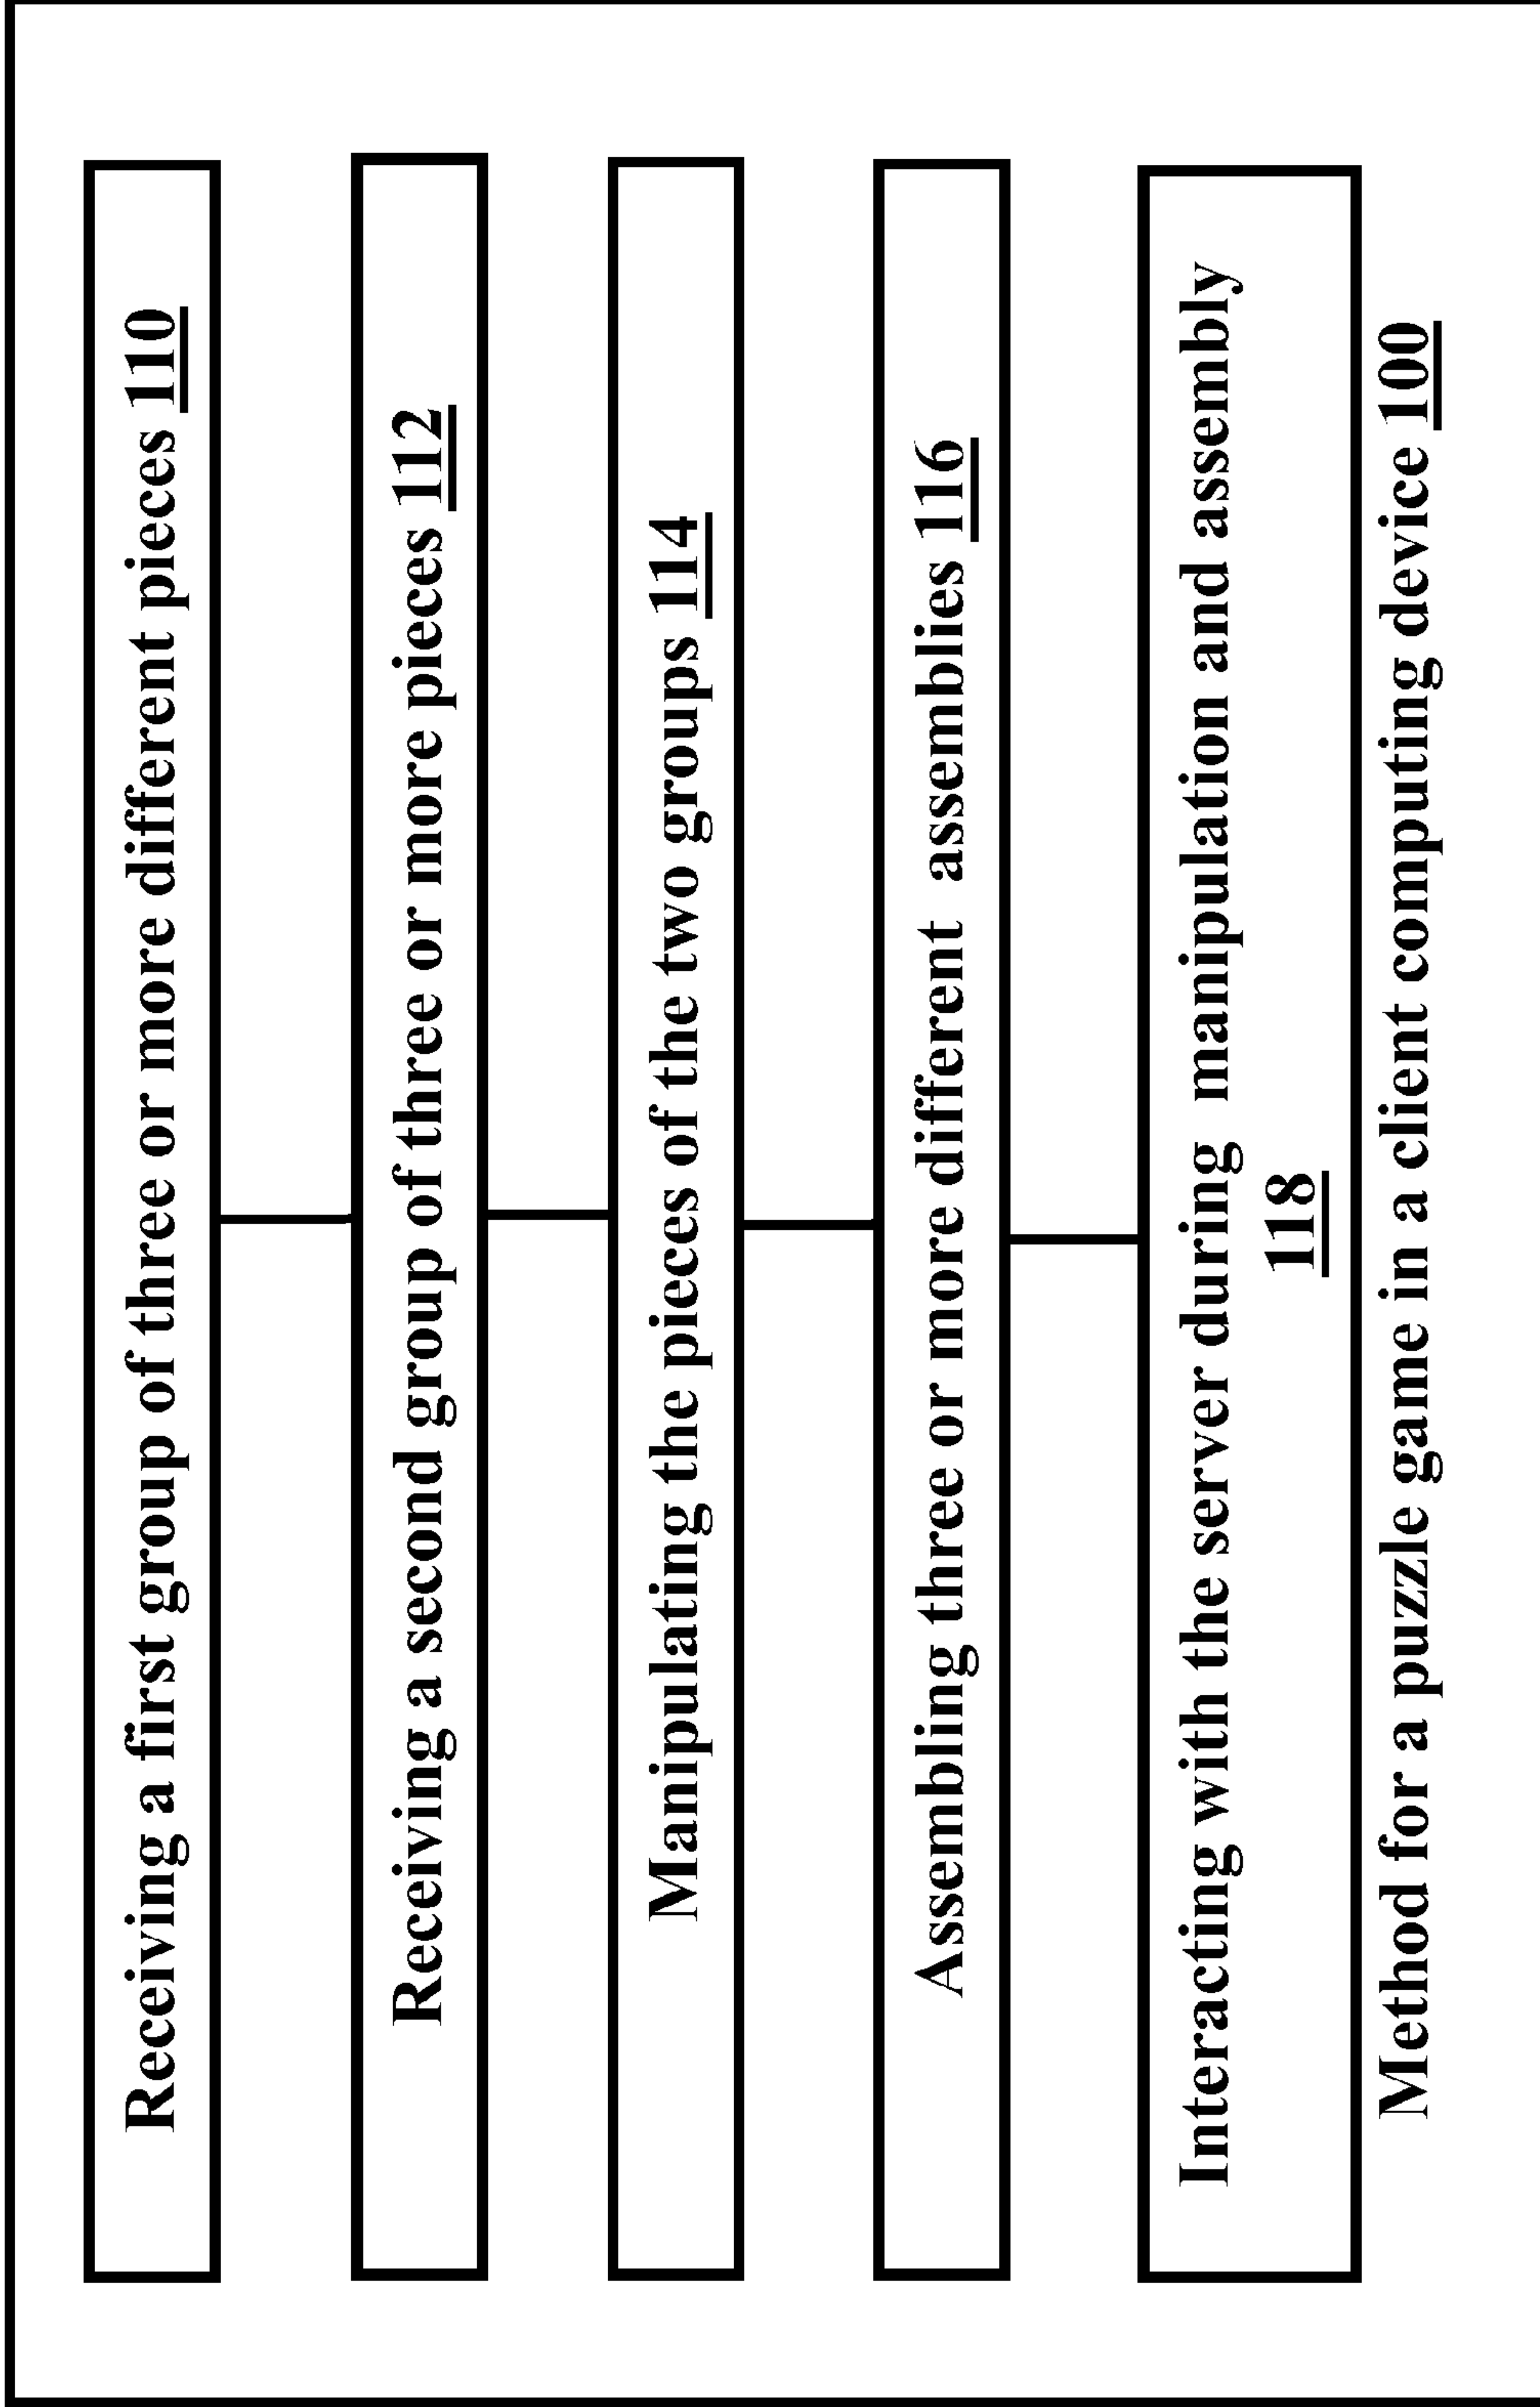 Receiving a first group of three or more different pieces 110
Receiving a second group of three or more pieces 112
Manipulating the pieces of the two groups 114
Assembling three or more different assemblies 116
Interacting with the server during manipulation and assembly
118
Method for a puzzle game in a client computing device 100